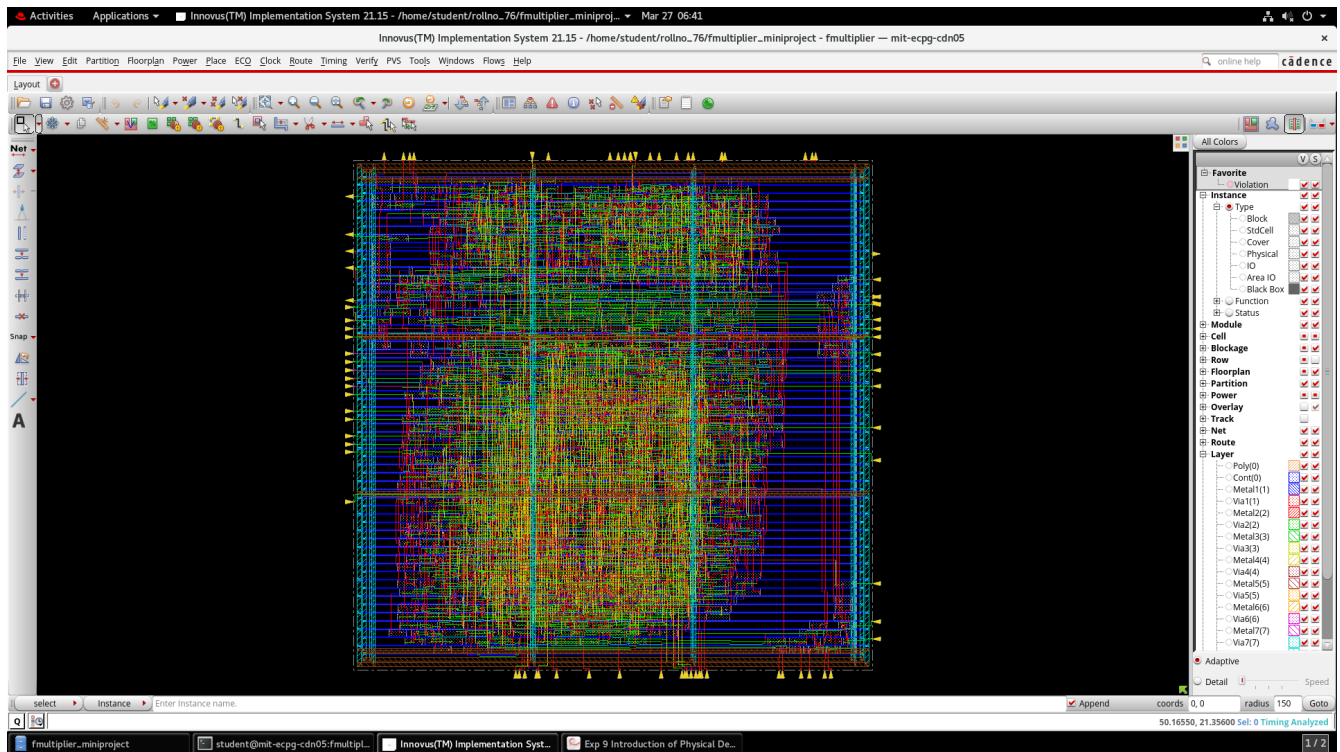 Activities Applications Innovus(TM) Implementation System 21.15 - /home/student/rollno_76/fmultiplier_miniproj... Mar 27 06:41
Innovus(TM) Implementation System 21.15 - /home/student/rollno_76/fmultiplier_miniproject - fmultiplier — mit-ecpg-cdn05 ×
File View Edit Partition Floorplan Power Place ECO Clock Route Timing Verify PVS Tools Windows Flows Help online help cādence
Layout
Net
Snap
A
All Colors
V S
Favorite
Violation
Instance
Type
Block
StdCell
Cover
Physical
IO
Area IO
Black Box
Function
Status
Module
Cell
Blockage
Row
Floorplan
Partition
Power
Overlay
Track
Net
Route
Layer
Poly(0)
Cont(0)
Metal1(1)
Via1(1)
Metal2(2)
Via2(2)
Metal3(3)
Via3(3)
Metal4(4)
Via4(4)
Metal5(5)
Via5(5)
Metal6(6)
Via6(6)
Metal7(7)
Via7(7)
Adaptive
Detail Speed
select Instance Enter Instance name. Append coords 0, 0 radius 150 Goto
Q 50.16550, 21.35600 Sel: 0 Timing Analyzed
fmultiplier_miniproject student@mit-ecpg-cdn05:fmultipl... Innovus(TM) Implementation Syst... Exp 9 Introduction of Physical De... 1 / 2